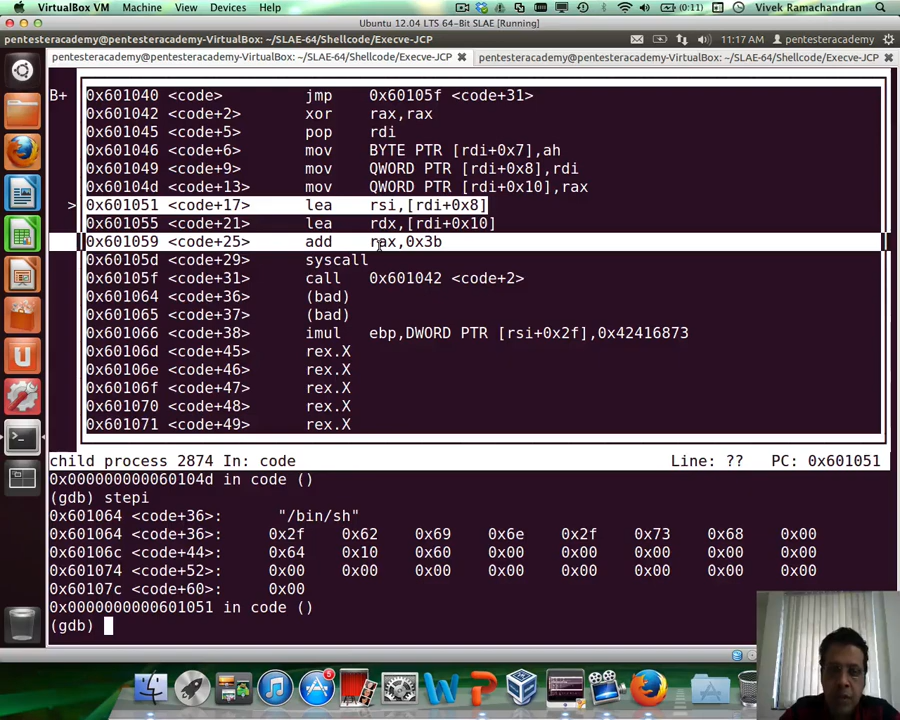 VirtualBox VM Machine View Devices Help (0:11) Vivek Ramachandran
Ubuntu 12.04 LTS 64-Bit SLAE [Running]
pentesteracademy@pentesteracademy-VirtualBox: ~/SLAE-64/Shellcode/Execve-JCP 11:17 AM pentesteracademy
pentesteracademy@pentesteracademy-VirtualBox: ~/SLAE-64/Shellcode/Execve-JCP pentesteracademy@pentesteracademy-VirtualBox: ~/SLAE-64/Shellcode/Execve-JCP
B+ 0x601040 <code> jmp 0x60105f <code+31>
0x601042 <code+2> xor rax,rax
0x601045 <code+5> pop rdi
0x601046 <code+6> mov BYTE PTR [rdi+0x7],ah
0x601049 <code+9> mov QWORD PTR [rdi+0x8],rdi
0x60104d <code+13> mov QWORD PTR [rdi+0x10],rax
> 0x601051 <code+17> lea rsi,[rdi+0x8]
0x601055 <code+21> lea rdx,[rdi+0x10]
0x601059 <code+25> add rax,0x3b
0x60105d <code+29> syscall
0x60105f <code+31> call 0x601042 <code+2>
0x601064 <code+36> (bad)
0x601065 <code+37> (bad)
0x601066 <code+38> imul ebp,DWORD PTR [rsi+0x2f],0x42416873
0x60106d <code+45> rex.X
0x60106e <code+46> rex.X
0x60106f <code+47> rex.X
0x601070 <code+48> rex.X
0x601071 <code+49> rex.X
child process 2874 In: code Line: ?? PC: 0x601051
0x000000000060104d in code ()
(gdb) stepi
0x601064 <code+36>: "/bin/sh"
0x601064 <code+36>: 0x2f 0x62 0x69 0x6e 0x2f 0x73 0x68 0x00
0x60106c <code+44>: 0x64 0x10 0x60 0x00 0x00 0x00 0x00 0x00
0x601074 <code+52>: 0x00 0x00 0x00 0x00 0x00 0x00 0x00 0x00
0x60107c <code+60>: 0x00
0x0000000000601051 in code ()
(gdb)